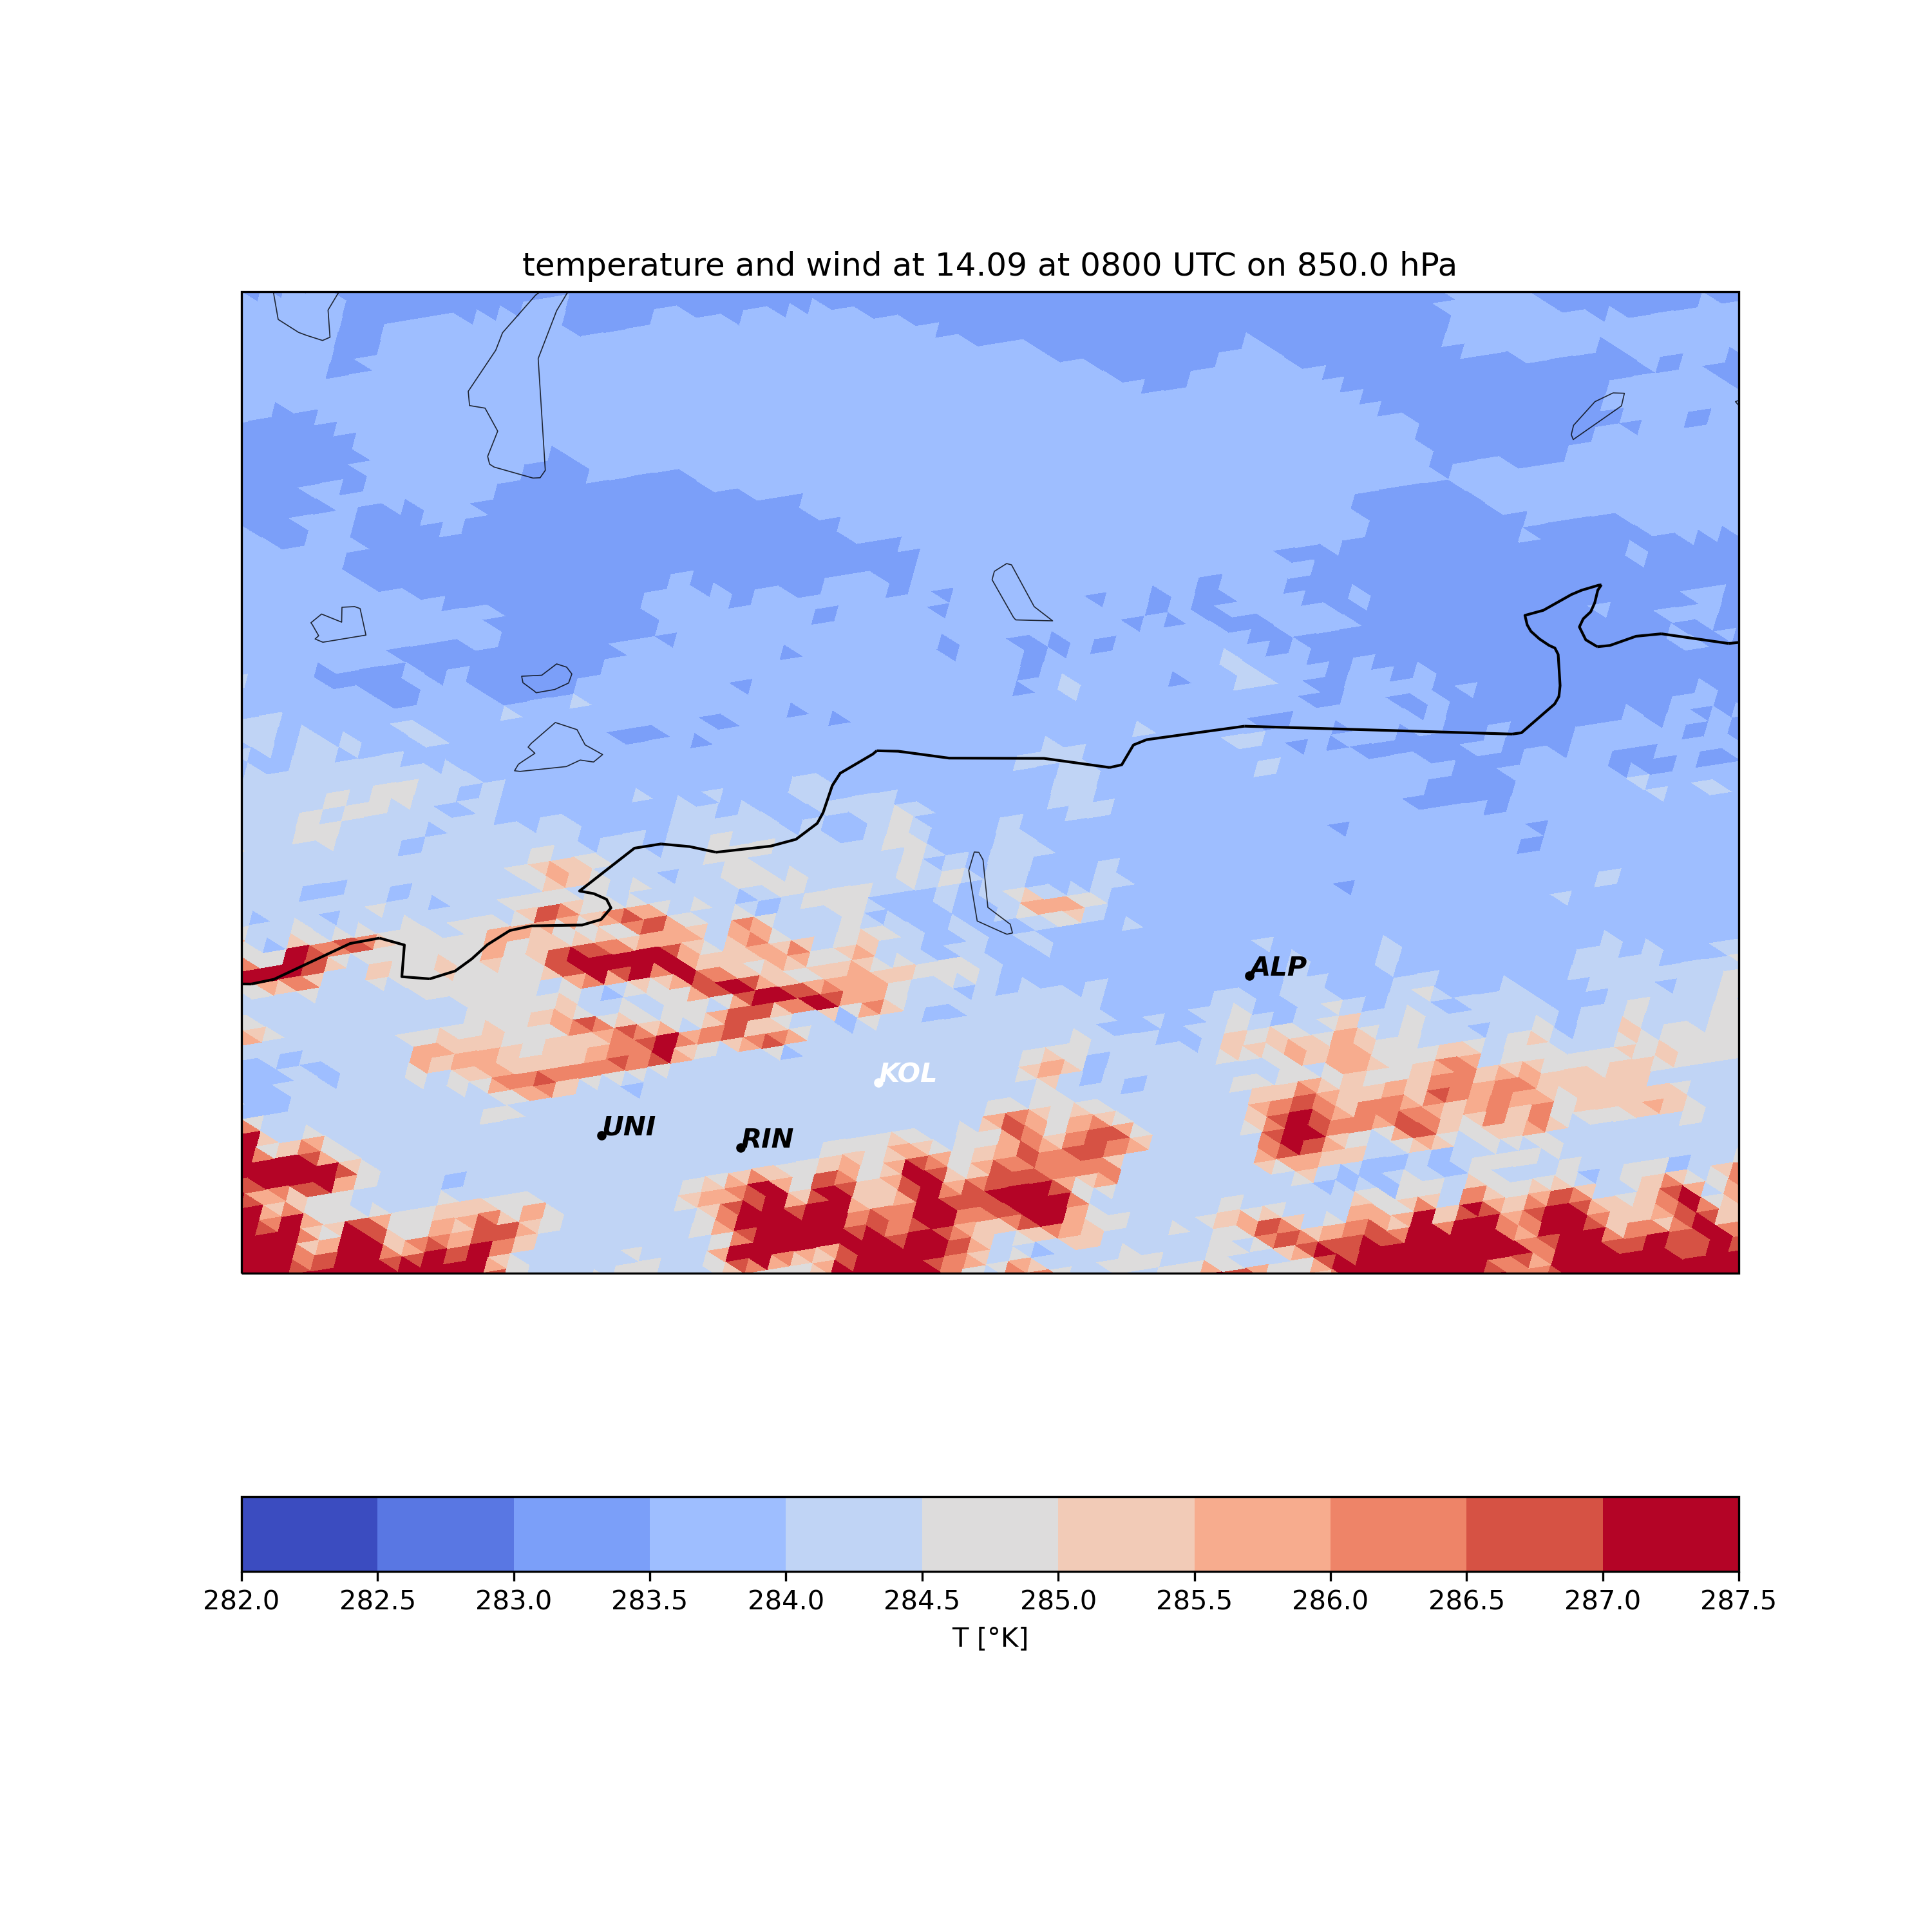 temperature and wind at 14.09 at 0800 UTC on 850.0 hPa
ALP
KOL
UNI
RIN
282.0 282.5 283.0 283.5 284.0 284.5 285.0 285.5 286.0 286.5 287.0 287.5
T [°K]